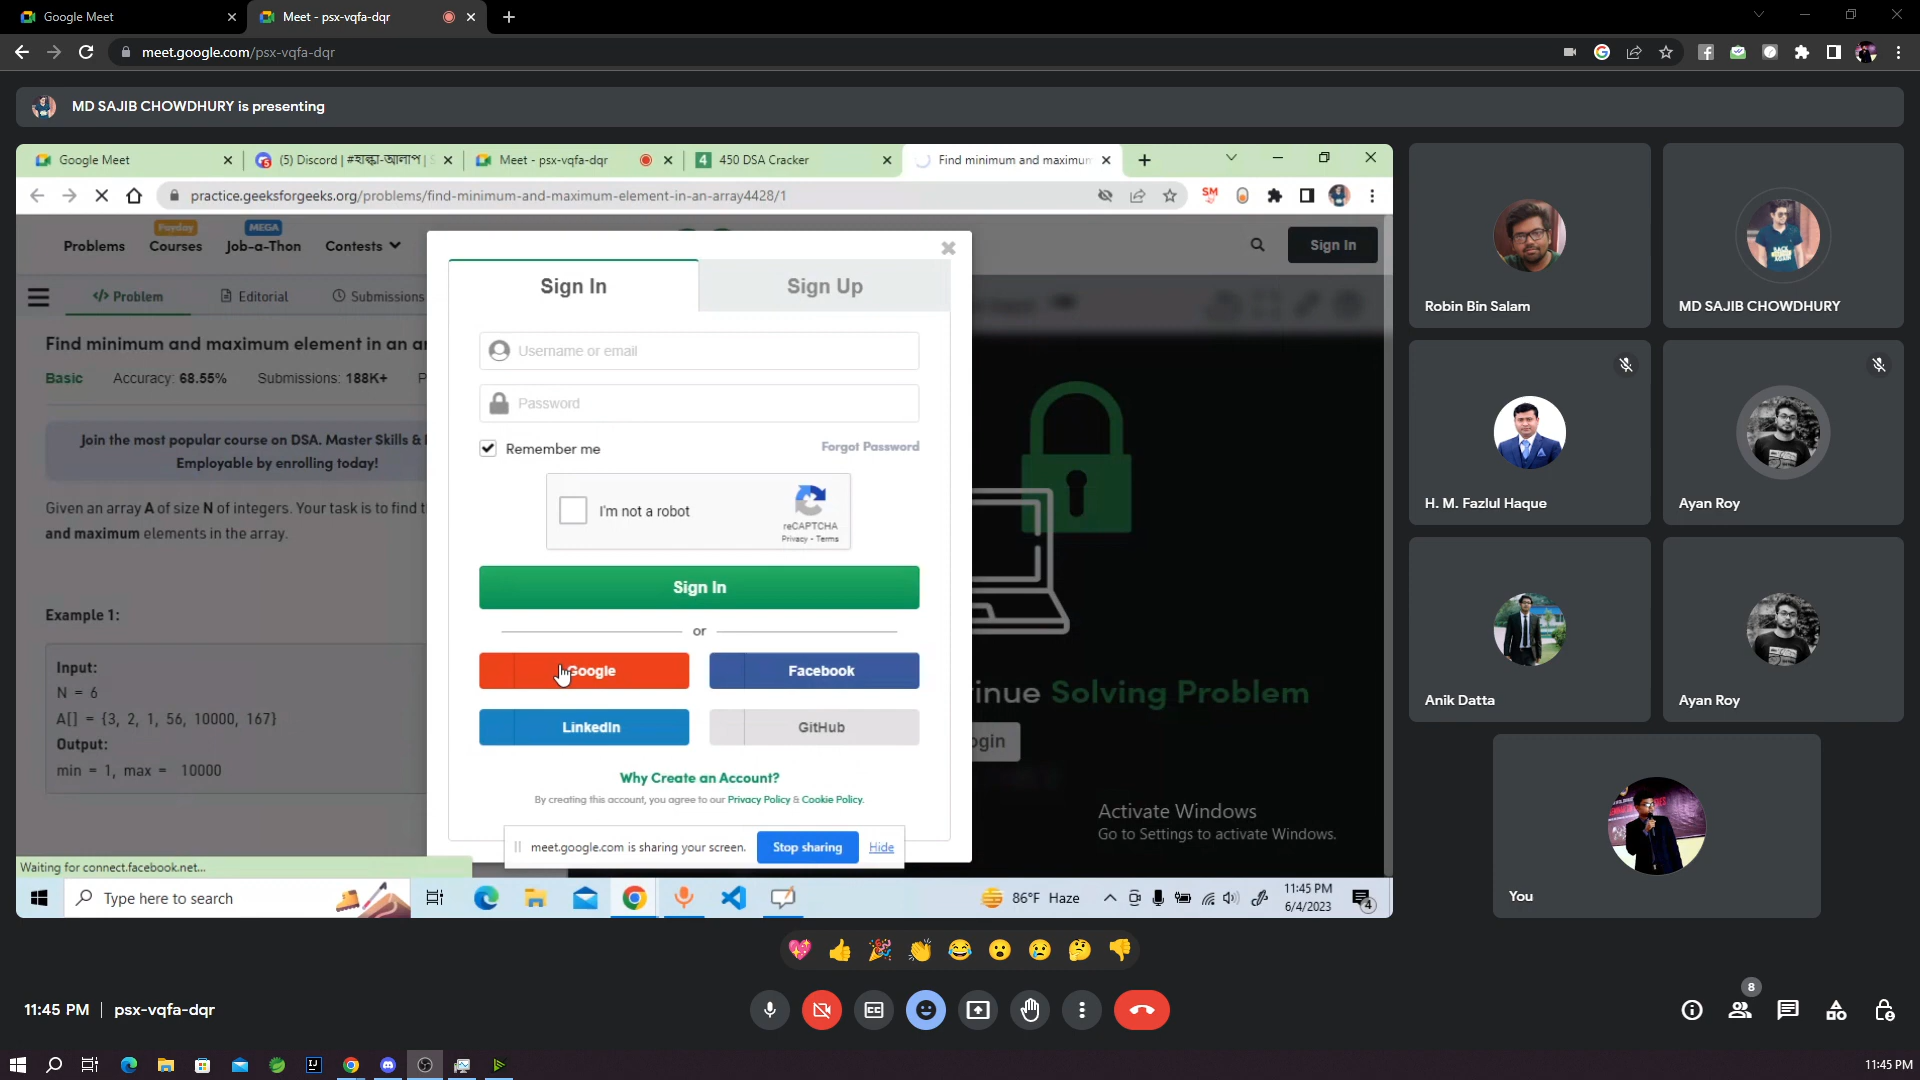 Google Meet
Meet - psx-vqfa-dqr
meet.google.com/psx-vqfa-dqr
MD SAJIB CHOWDHURY is presenting
Google Meet
(5) Discord | #হাল্কা-আলাপ |
Meet - psx-vqfa-dqr
4 450 DSA Cracker
Find minimum and maximum
practice.geeksforgeeks.org/problems/find-minimum-and-maximum-element-in-an-array4428/1
SM
Payday
MEGA
Problems
Courses
Job-a-Thon
Contests
Sign In
Problem
Editorial
Submissions
Find minimum and maximum element in an ar
Basic
Accuracy: 68.55%
Submissions: 188K+
P
Join the most popular course on DSA. Master Skills &
Employable by enrolling today!
Given an array A of size N of integers. Your task is to find t
and maximum elements in the array.
Example 1:
Input:
N = 6
A[] = {3, 2, 1, 56, 10000, 167}
Output:
min = 1, max =  10000
Sign In
Sign Up
Username or email
Password
Remember me
Forgot Password
I'm not a robot
reCAPTCHA
Privacy - Terms
Sign In
or
Google
Facebook
LinkedIn
GitHub
Why Create an Account?
By creating this account, you agree to our Privacy Policy & Cookie Policy.
inue Solving Problem
ogin
Activate Windows
Go to Settings to activate Windows.
meet.google.com is sharing your screen.
Stop sharing
Hide
Waiting for connect.facebook.net...
Type here to search
86°F Haze
11:45 PM
6/4/2023
4
Robin Bin Salam
MD SAJIB CHOWDHURY
H. M. Fazlul Haque
Ayan Roy
Anik Datta
Ayan Roy
You
11:45 PM | psx-vqfa-dqr
8
11:45 PM